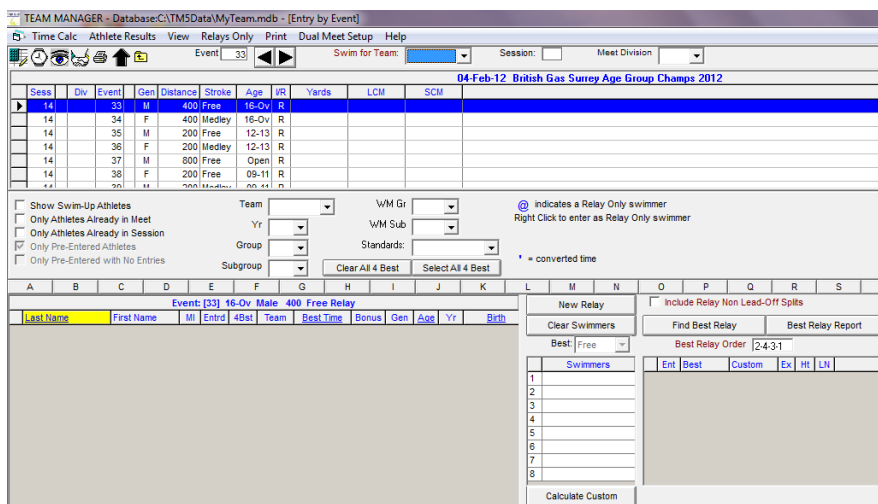 TEAM MANAGER - Database:C:\TM5Data\MyTeam.mdb - [Entry by Event]
Time Calc Athlete Results View Relays Only Print Dual Meet Setup Help
Event 33 Swim for Team: Session: Meet Division
04-Feb-12 British Gas Surrey Age Group Champs 2012
Sess Div Event Gen Distance Stroke Age I/R Yards LCM SCM
14 33 M 400 Free 16-Ov R
14 34 F 400 Medley 16-Ov R
14 35 M 200 Free 12-13 R
14 36 F 200 Medley 12-13 R
14 37 M 800 Free Open R
14 38 F 200 Free 09-11 R
14 39 M 200 Medley 09-11 R
Show Swim-Up Athletes Team WM Gr @ indicates a Relay Only swimmer
Only Athletes Already in Meet Right Click to enter as Relay Only swimmer
Only Athletes Already in Session Yr WM Sub
Only Pre-Entered Athletes Group Standards:
Only Pre-Entered with No Entries ' = converted time
Subgroup Clear All 4 Best Select All 4 Best
A B C D E F G H I J K L M N O P Q R S
Event: [33] 16-Ov Male 400 Free Relay New Relay Include Relay Non Lead-Off Splits
Last Name First Name MI Entrd 4Bst Team Best Time Bonus Gen Age Yr Birth Clear Swimmers Find Best Relay Best Relay Report
Best: Free Best Relay Order 2-4-3-1
Swimmers Ent Best Custom Ex Ht LN
1
2
3
4
5
6
7
8
Calculate Custom